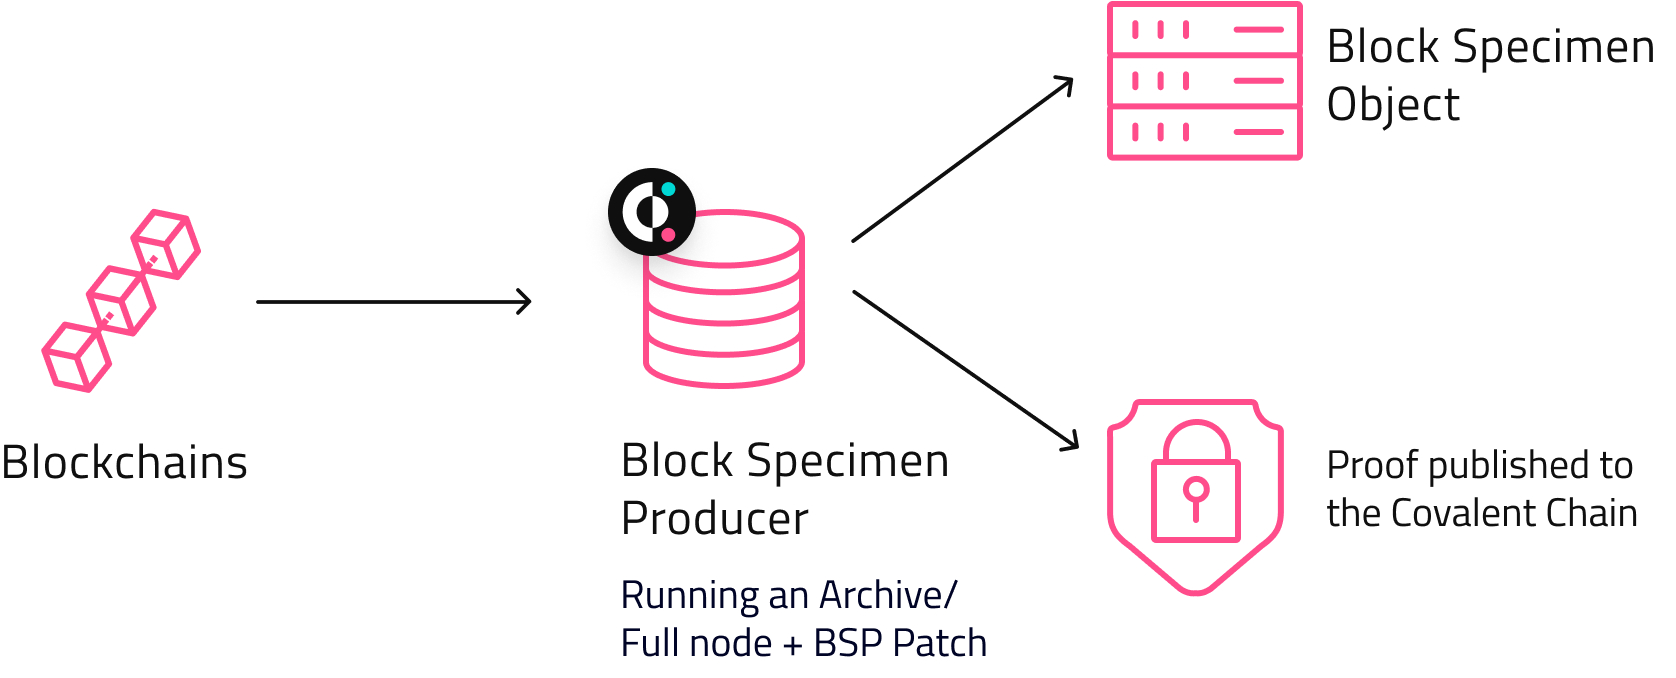 Block Specimen
Object
Blockchains
Block Specimen
Producer
Running an Archive/
Full node + BSP Patch
Proof published to
the Covalent Chain